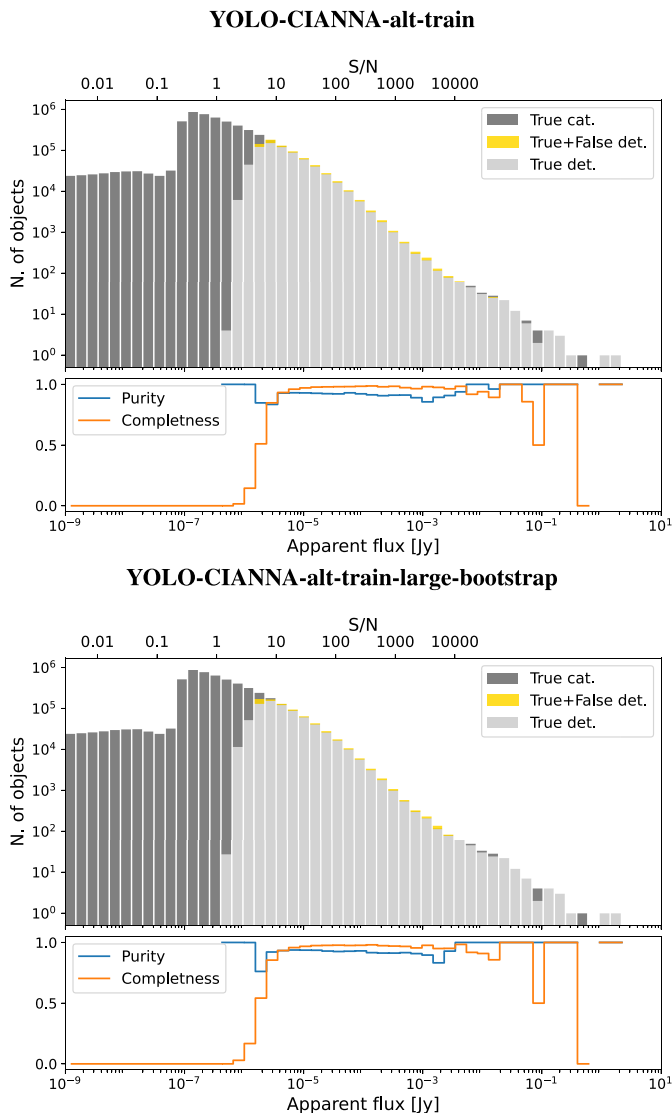 YOLO-CIANNA-alt-train
S/N
0.01 0.1 1 10 100 1000 10000
10^6
10^5
10^4
10^3
10^2
10^1
10^0
N. of objects
True cat.
True+False det.
True det.
1.0
0.5
0.0
Purity
Completness
10^-9 10^-7 10^-5 10^-3 10^-1 10^1
Apparent flux [Jy]
YOLO-CIANNA-alt-train-large-bootstrap
S/N
0.01 0.1 1 10 100 1000 10000
10^6
10^5
10^4
10^3
10^2
10^1
10^0
N. of objects
True cat.
True+False det.
True det.
1.0
0.5
0.0
Purity
Completness
10^-9 10^-7 10^-5 10^-3 10^-1 10^1
Apparent flux [Jy]